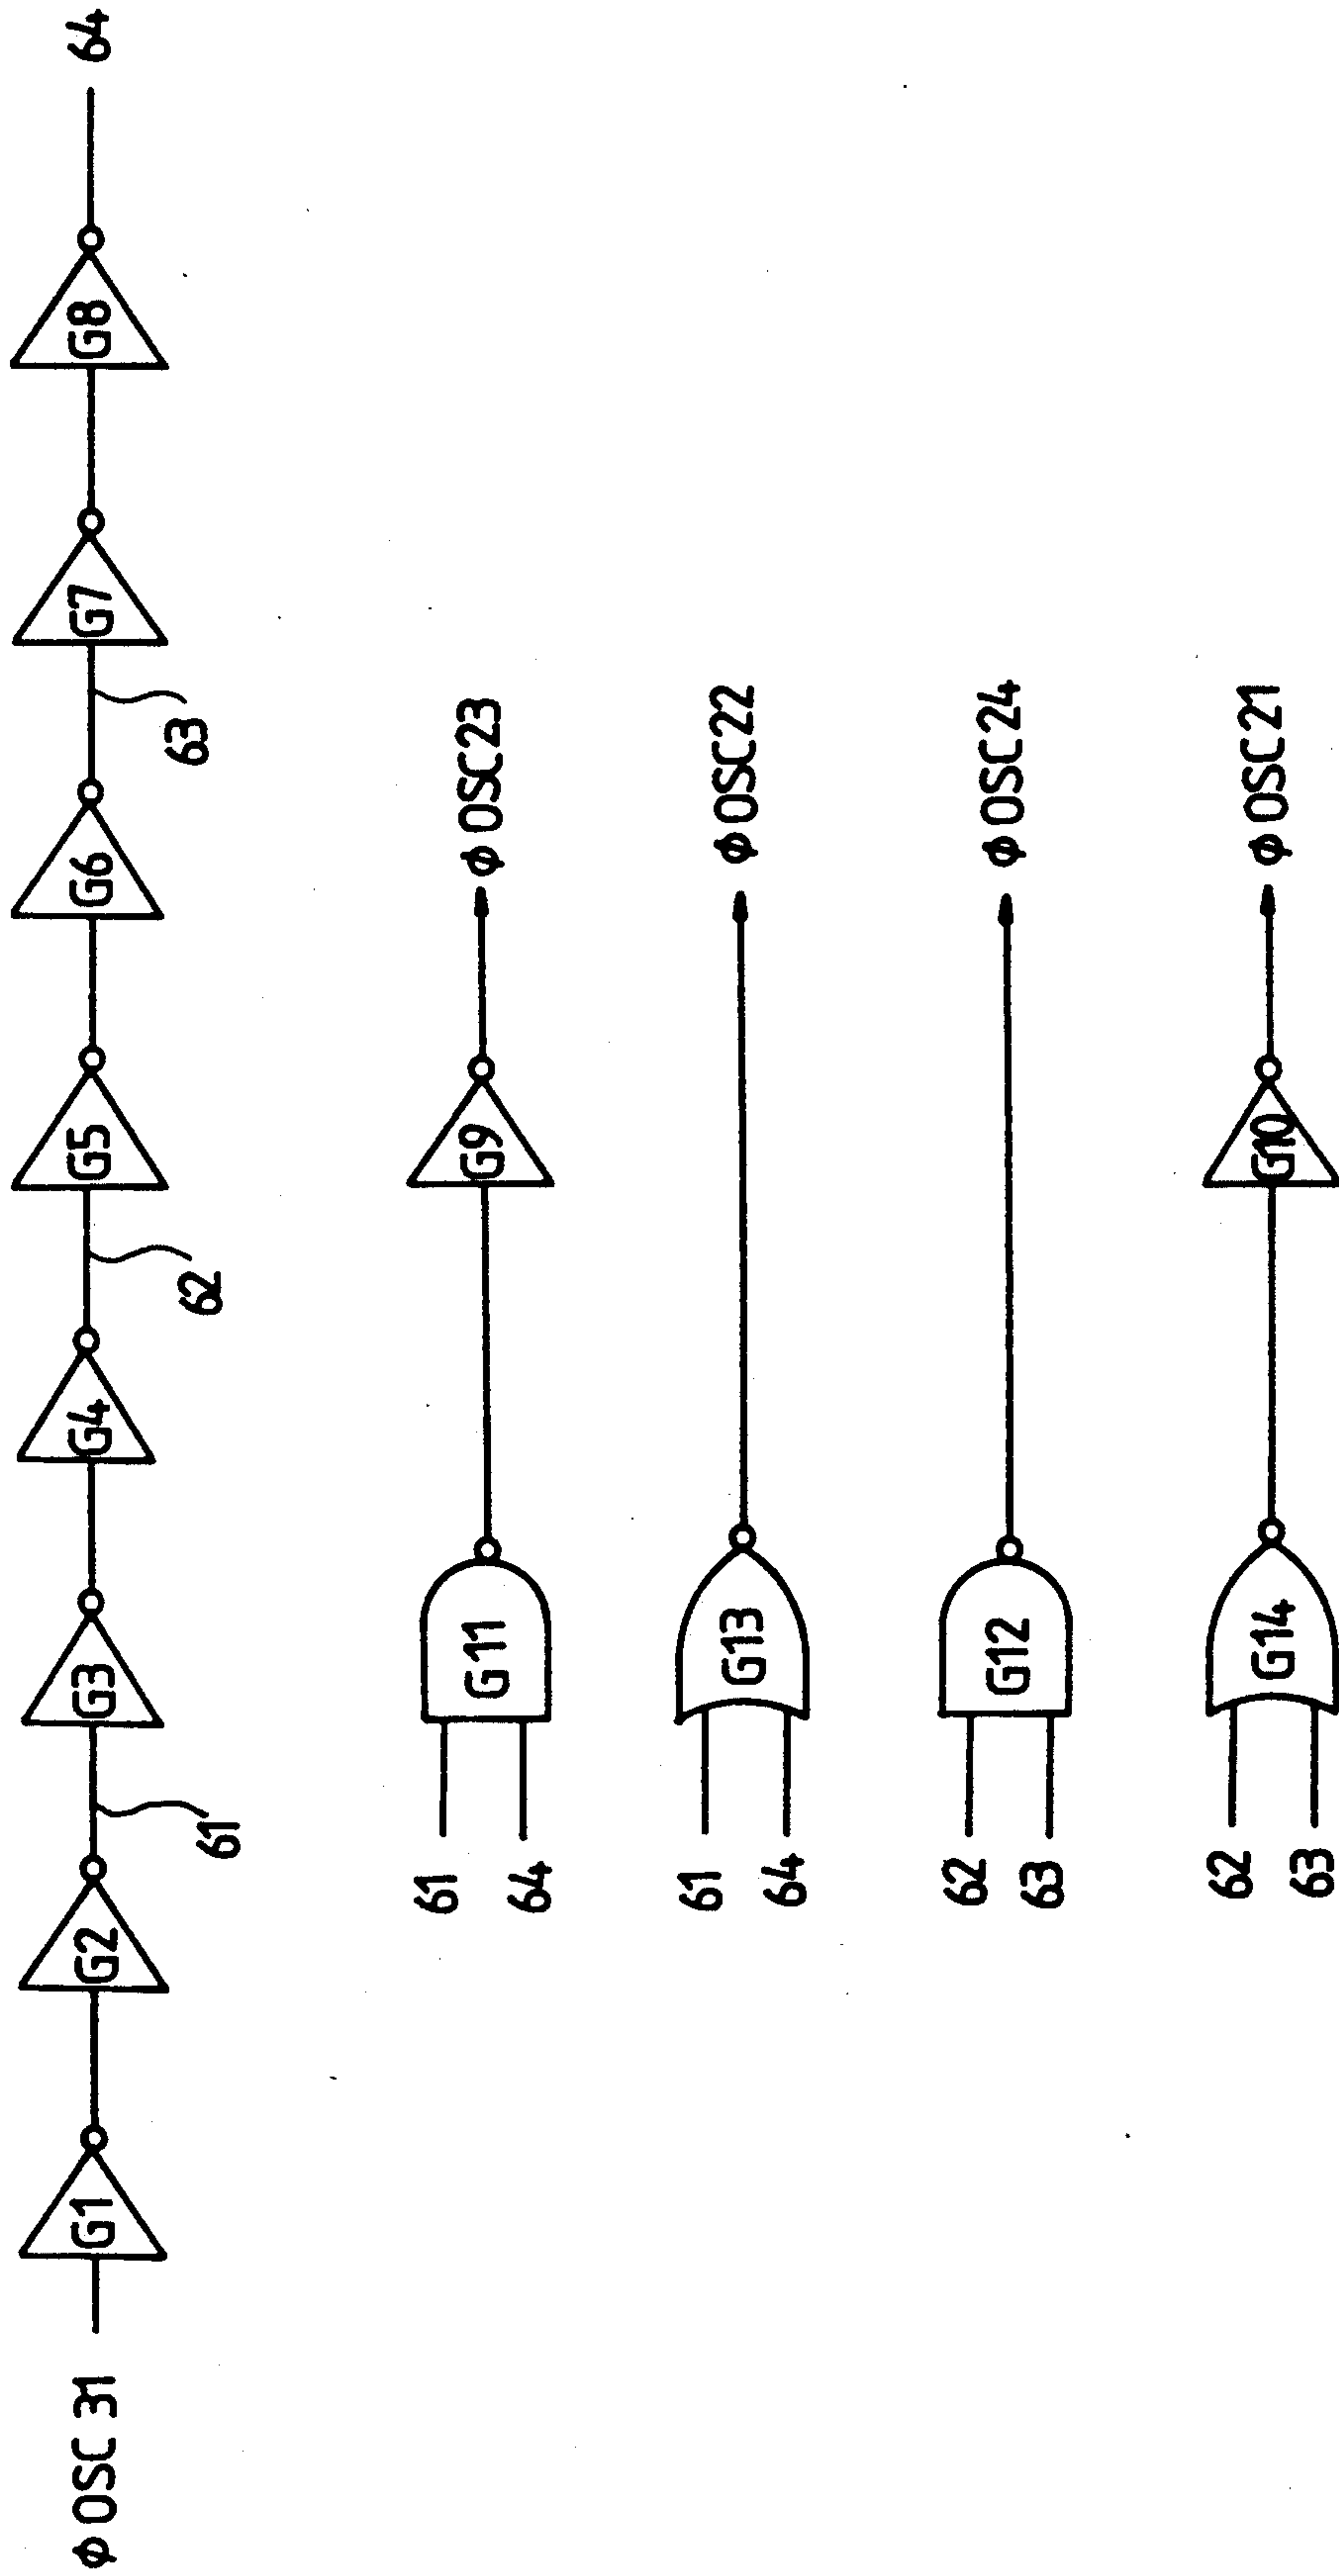 ΦOSC 31 G1 G2 G3 G4 G5 G6 G7 G8 64
61 62 63
61 G11 G9 ΦOSC23
64
61 G13 ΦOSC22
64
62 G12 ΦOSC24
63
62 G14 G10 ΦOSC21
63